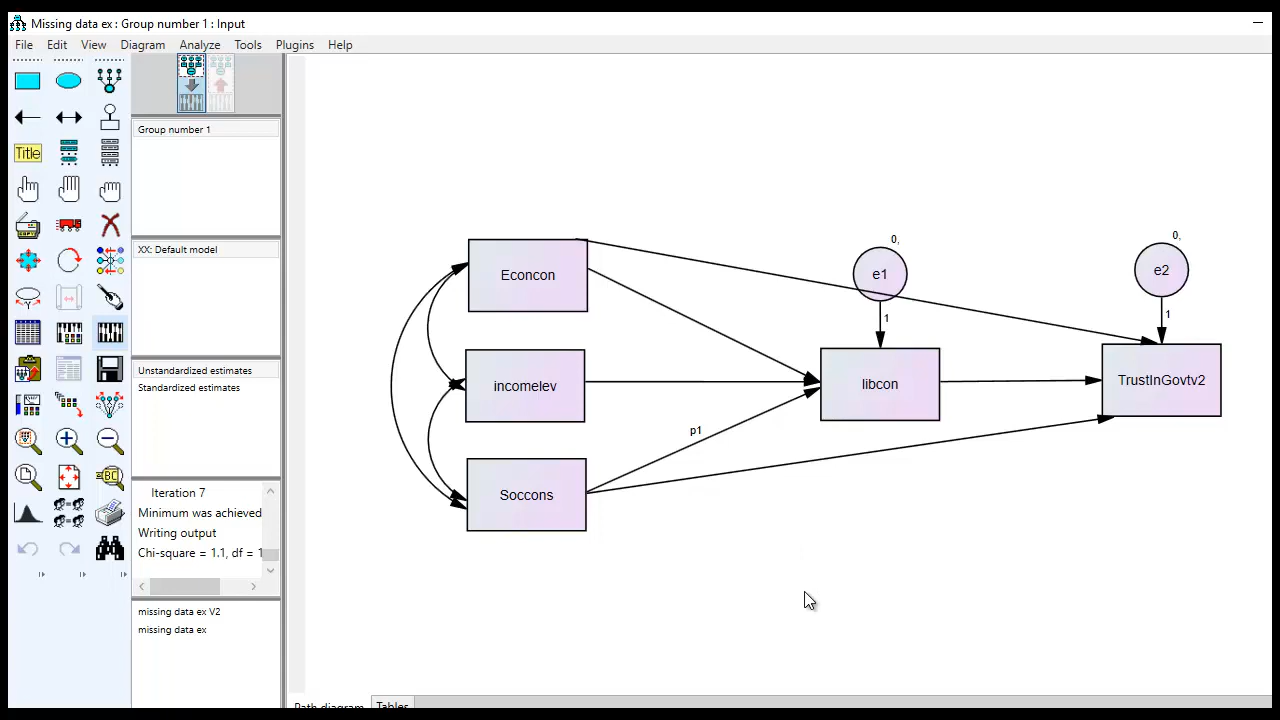 Missing data ex : Group number 1 : Input
File Edit View Diagram Analyze Tools Plugins Help
Title
BC
Group number 1
XX: Default model
Unstandardized estimates
Standardized estimates
Iteration 7
Minimum was achieved
Writing output
Chi-square = 1.1, df = 1
missing data ex V2
missing data ex
Econcon
incomelev
Soccons
p1
0,
e1
1
libcon
0,
e2
1
TrustInGovtv2
Path diagram Tables